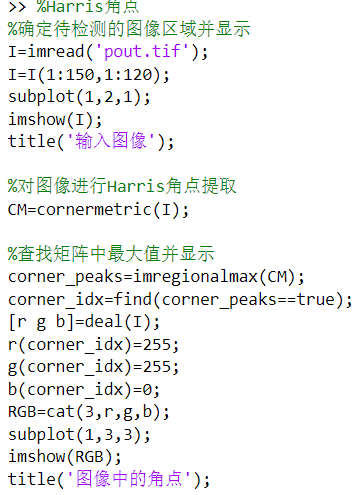 >> %Harris角点
%确定待检测的图像区域并显示
I=imread('pout.tif');
I=I(1:150,1:120);
subplot(1,2,1);
imshow(I);
title('输入图像');
%对图像进行Harris角点提取
CM=cornermetric(I);
%查找矩阵中最大值并显示
corner_peaks=imregionalmax(CM);
corner_idx=find(corner_peaks==true);
[r g b]=deal(I);
r(corner_idx)=255;
g(corner_idx)=255;
b(corner_idx)=0;
RGB=cat(3,r,g,b);
subplot(1,3,3);
imshow(RGB);
title('图像中的角点');